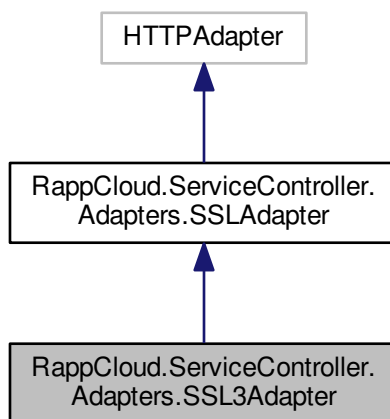 HTTPAdapter
RappCloud.ServiceController.
Adapters.SSLAdapter
RappCloud.ServiceController.
Adapters.SSL3Adapter